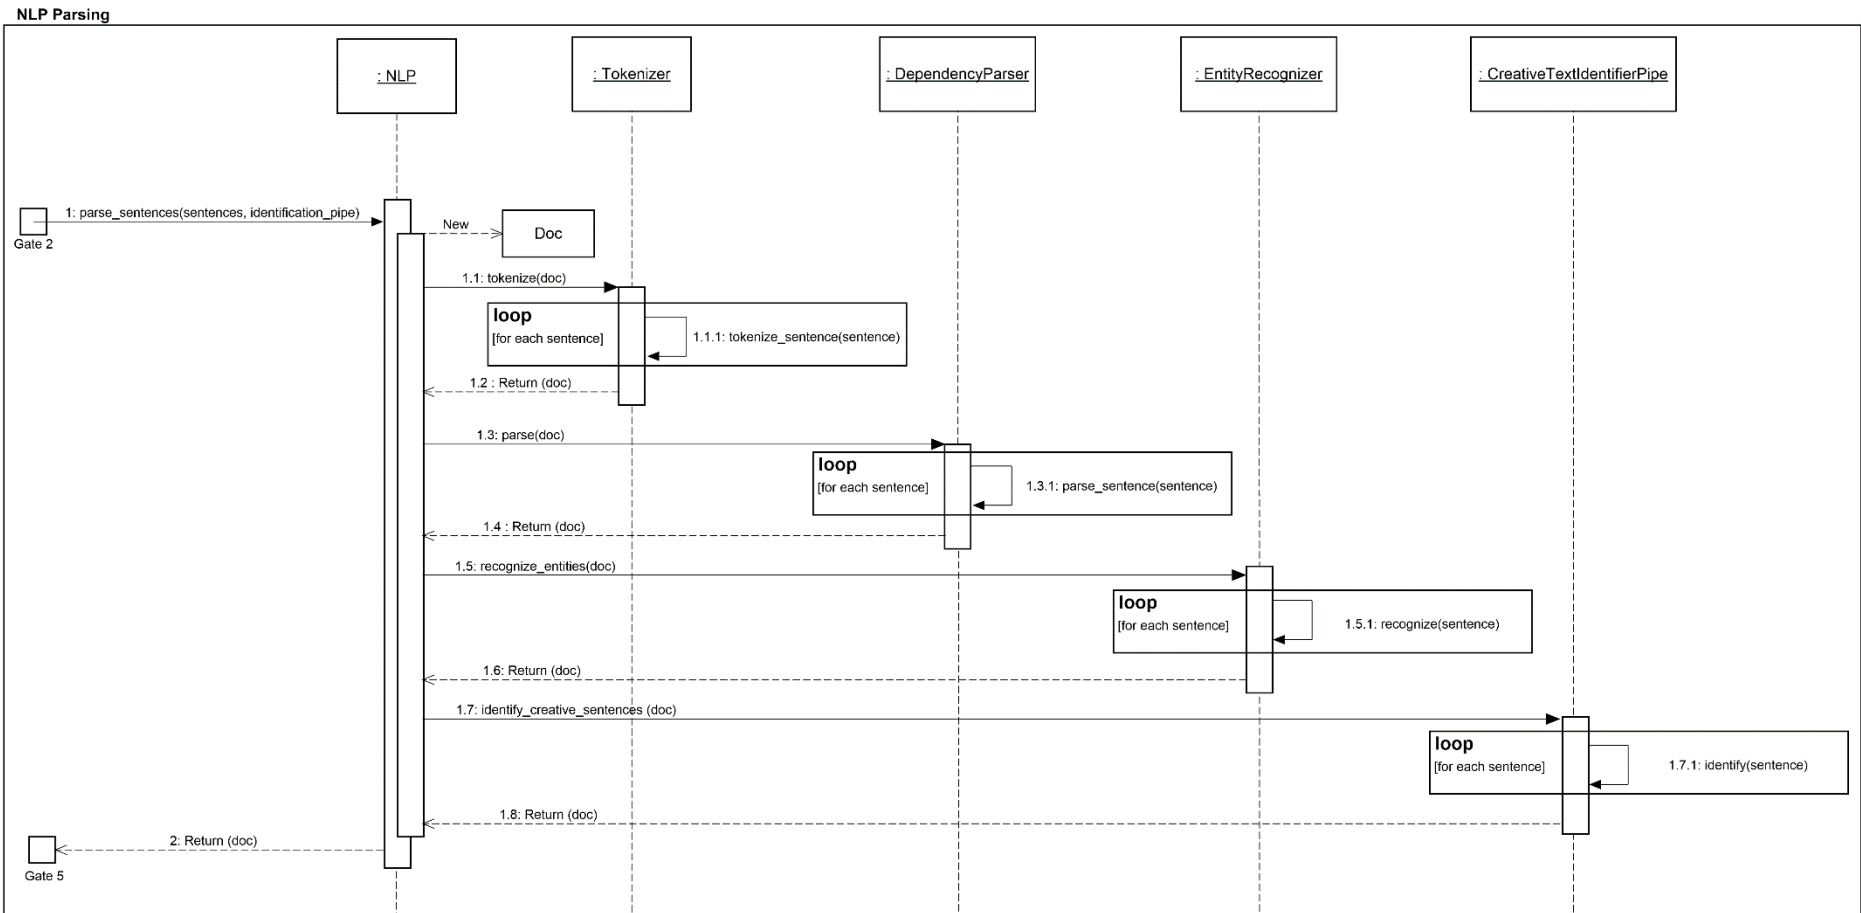 NLP Parsing
: NLP
: Tokenizer
: DependencyParser
: EntityRecognizer
: CreativeTextIdentifierPipe
1: parse_sentences(sentences, identification_pipe)
Gate 2
New
Doc
1.1: tokenize(doc)
loop
[for each sentence]
1.1.1: tokenize_sentence(sentence)
1.2 : Return (doc)
1.3: parse(doc)
loop
[for each sentence]
1.3.1: parse_sentence(sentence)
1.4 : Return (doc)
1.5: recognize_entities(doc)
loop
[for each sentence]
1.5.1: recognize(sentence)
1.6: Return (doc)
1.7: identify_creative_sentences (doc)
loop
[for each sentence]
1.7.1: identify(sentence)
1.8: Return (doc)
2: Return (doc)
Gate 5